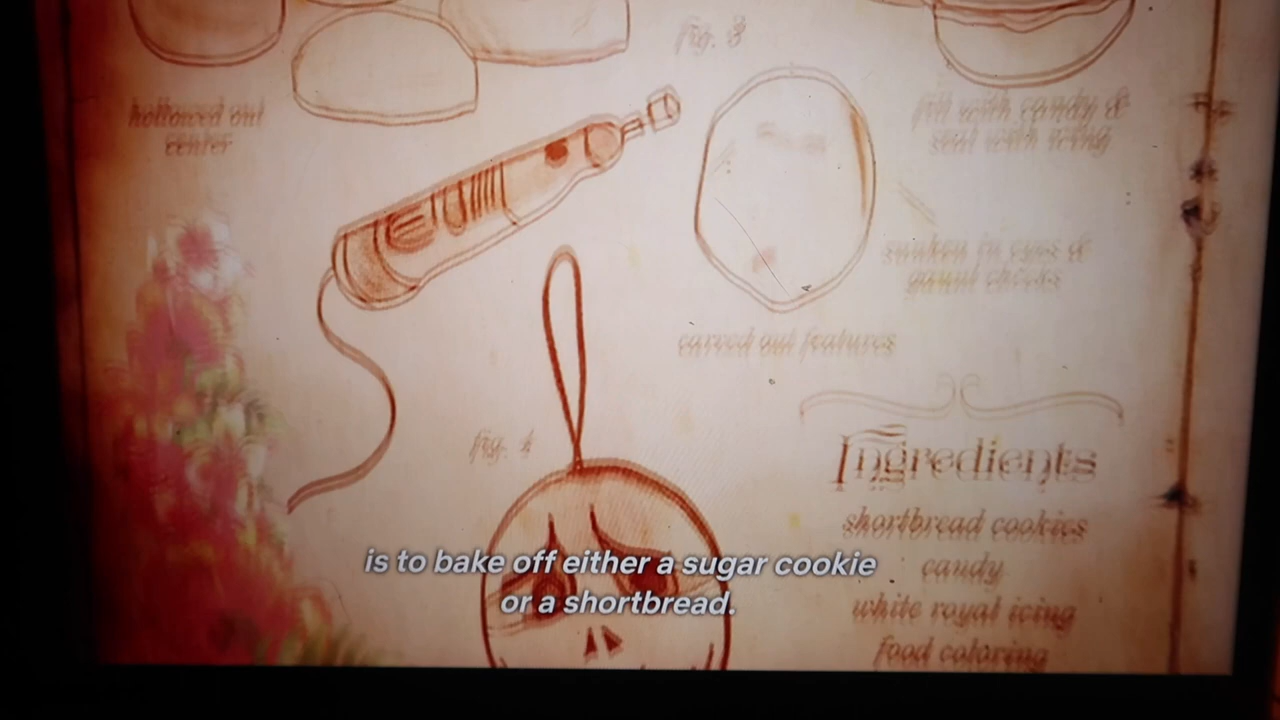 fig. 3
hollowed out
center
fill with candy &
seal with icing
sunken in eyes &
gaunt cheeks
carved out features
fig. 4
Ingredients
shortbread cookies
candy
white royal icing
food coloring
is to bake off either a sugar cookie
or a shortbread.